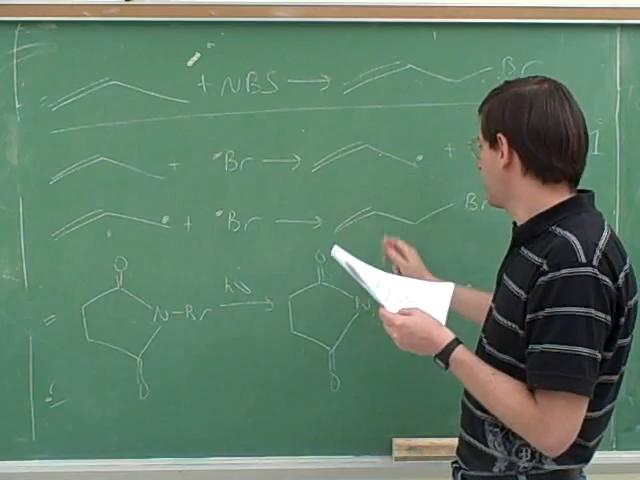 + NBS → Br
+ •Br → • +
• + •Br → Br
O hν O
N-Br → N
O O